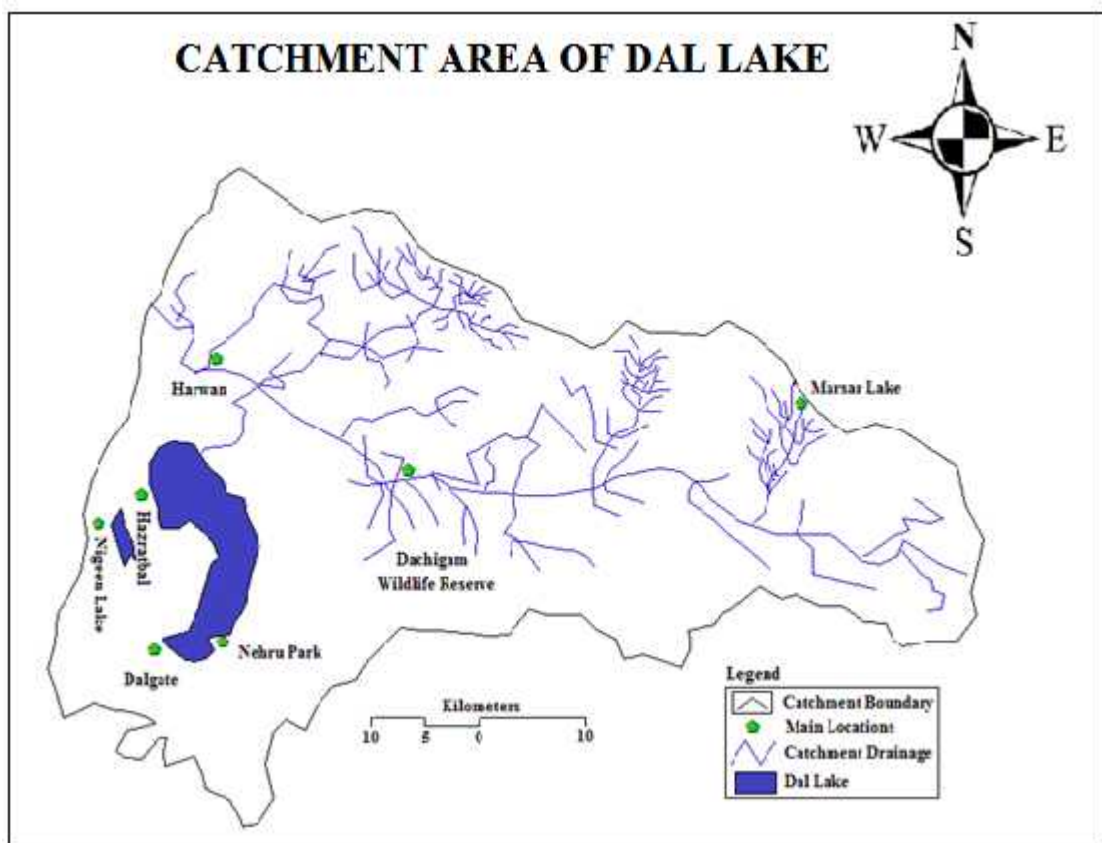 CATCHMENT AREA OF DAL LAKE
N
W
E
S
Harwan
Marsar Lake
Hazratbal
Nigeen Lake
Dachigam
Wildlife Reserve
Nehru Park
Dalgate
Kilometers
10 5 0 10
Legend
Catchment Boundary
Main Locations
Catchment Drainage
Dal Lake